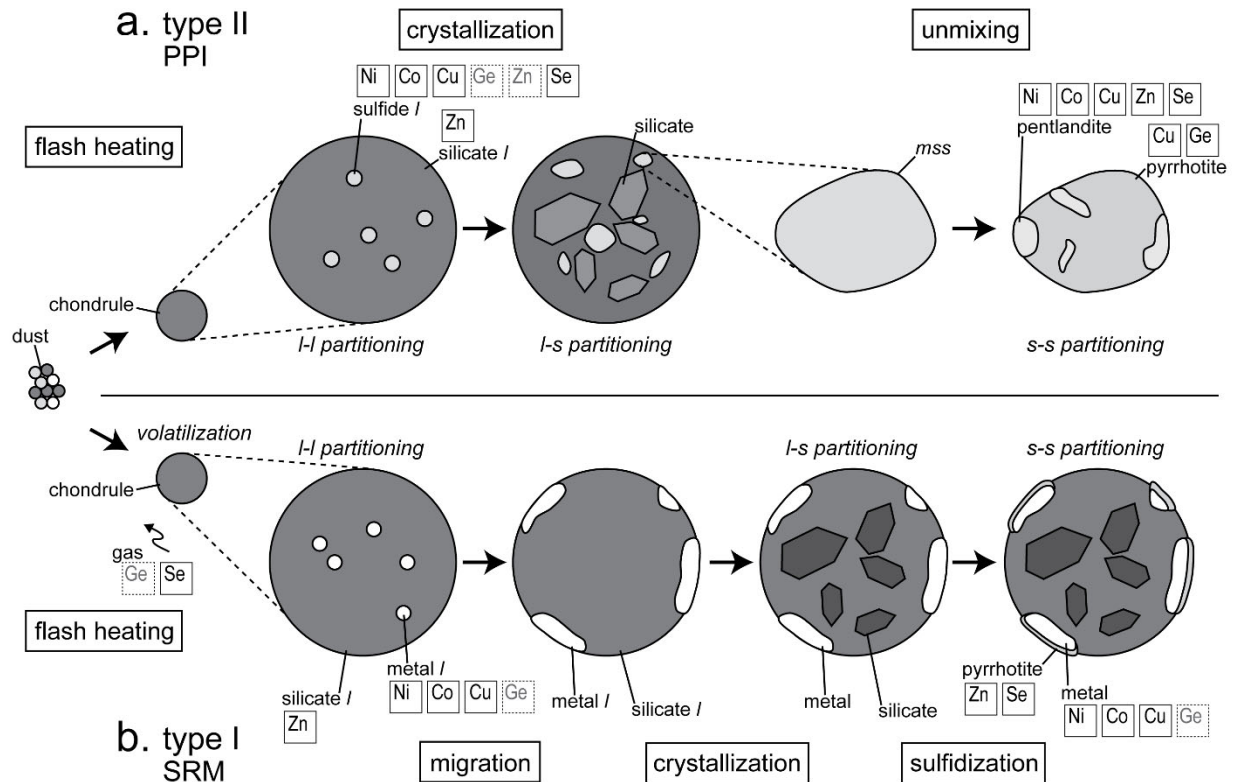 a. type II
PPI
crystallization
unmixing
Ni Co Cu Ge Zn Se
sulfide l
Zn
silicate l
silicate
mss
Ni Co Cu Zn Se
pentlandite
Cu Ge
pyrrhotite
flash heating
chondrule
dust
l-l partitioning
l-s partitioning
s-s partitioning
volatilization
l-l partitioning
l-s partitioning
s-s partitioning
chondrule
gas
Ge Se
flash heating
silicate l
Zn
metal l
Ni Co Cu Ge
metal l
silicate l
metal
silicate
pyrrhotite
Zn Se
metal
Ni Co Cu Ge
b. type I
SRM
migration
crystallization
sulfidization